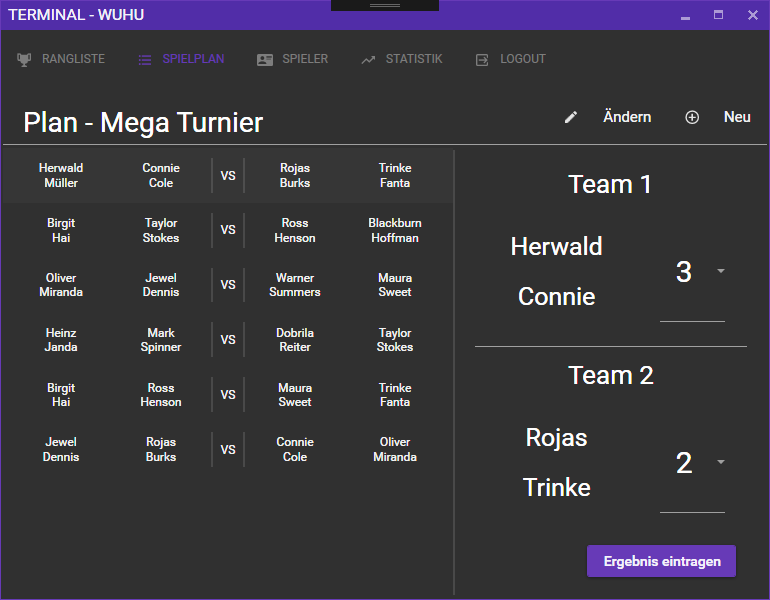 TERMINAL - WUHU
RANGLISTE SPIELPLAN SPIELER STATISTIK LOGOUT
Plan - Mega Turnier
Ändern Neu
Herwald Connie VS Rojas Trinke
Müller Cole Burks Fanta
Birgit Taylor VS Ross Blackburn
Hai Stokes Henson Hoffman
Oliver Jewel VS Warner Maura
Miranda Dennis Summers Sweet
Heinz Mark VS Dobrila Taylor
Janda Spinner Reiter Stokes
Birgit Ross VS Maura Trinke
Hai Henson Sweet Fanta
Jewel Rojas VS Connie Oliver
Dennis Burks Cole Miranda
Team 1
Herwald
3
Connie
Team 2
Rojas
2
Trinke
Ergebnis eintragen